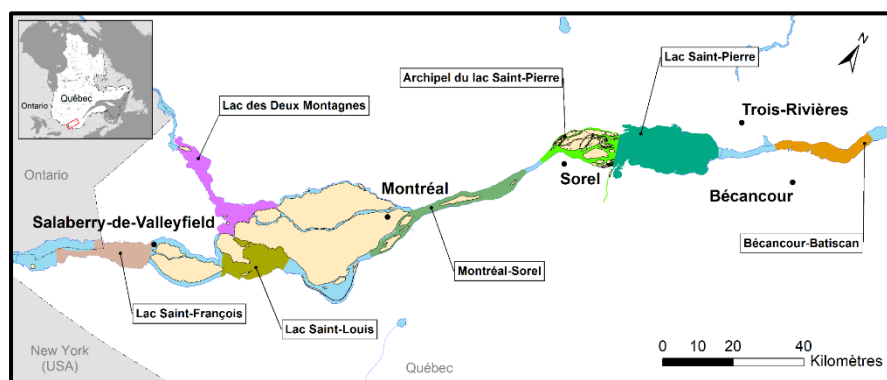 Ontario
Québec
Lac des Deux Montagnes
Archipel du lac Saint-Pierre
Lac Saint-Pierre
N
Trois-Rivières
Ontario
Montréal
Sorel
Salaberry-de-Valleyfield
Bécancour
Bécancour-Batiscan
Montréal-Sorel
Lac Saint-François
Lac Saint-Louis
New York
(USA)
Québec
0 10 20 40
Kilomètres